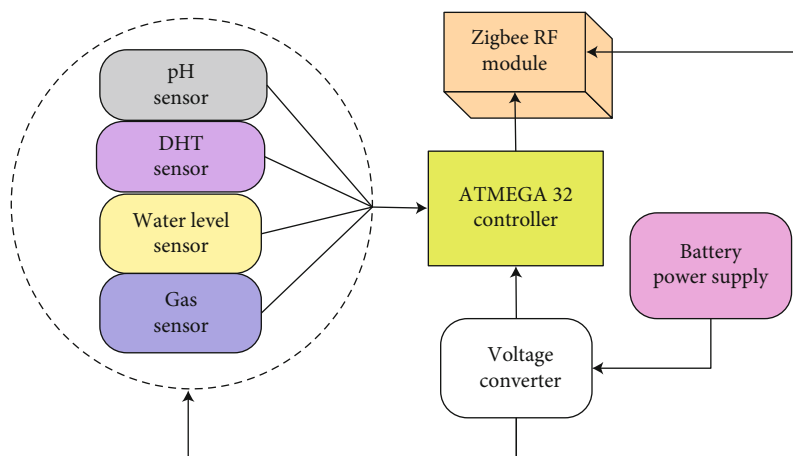 pH
sensor
DHT
sensor
Water level
sensor
Gas
sensor
Zigbee RF
module
ATMEGA 32
controller
Battery
power supply
Voltage
converter